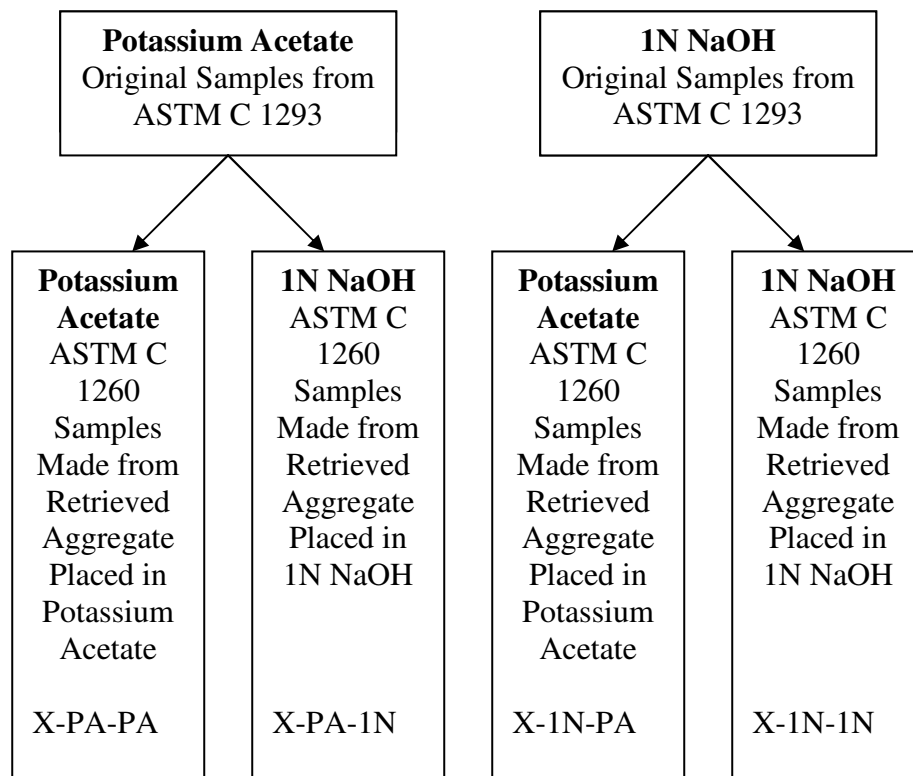 Potassium Acetate
Original Samples from
ASTM C 1293
1N NaOH
Original Samples from
ASTM C 1293
Potassium
Acetate
ASTM C
1260
Samples
Made from
Retrieved
Aggregate
Placed in
Potassium
Acetate
X-PA-PA
1N NaOH
ASTM C
1260
Samples
Made from
Retrieved
Aggregate
Placed in
1N NaOH
X-PA-1N
Potassium
Acetate
ASTM C
1260
Samples
Made from
Retrieved
Aggregate
Placed in
Potassium
Acetate
X-1N-PA
1N NaOH
ASTM C
1260
Samples
Made from
Retrieved
Aggregate
Placed in
1N NaOH
X-1N-1N